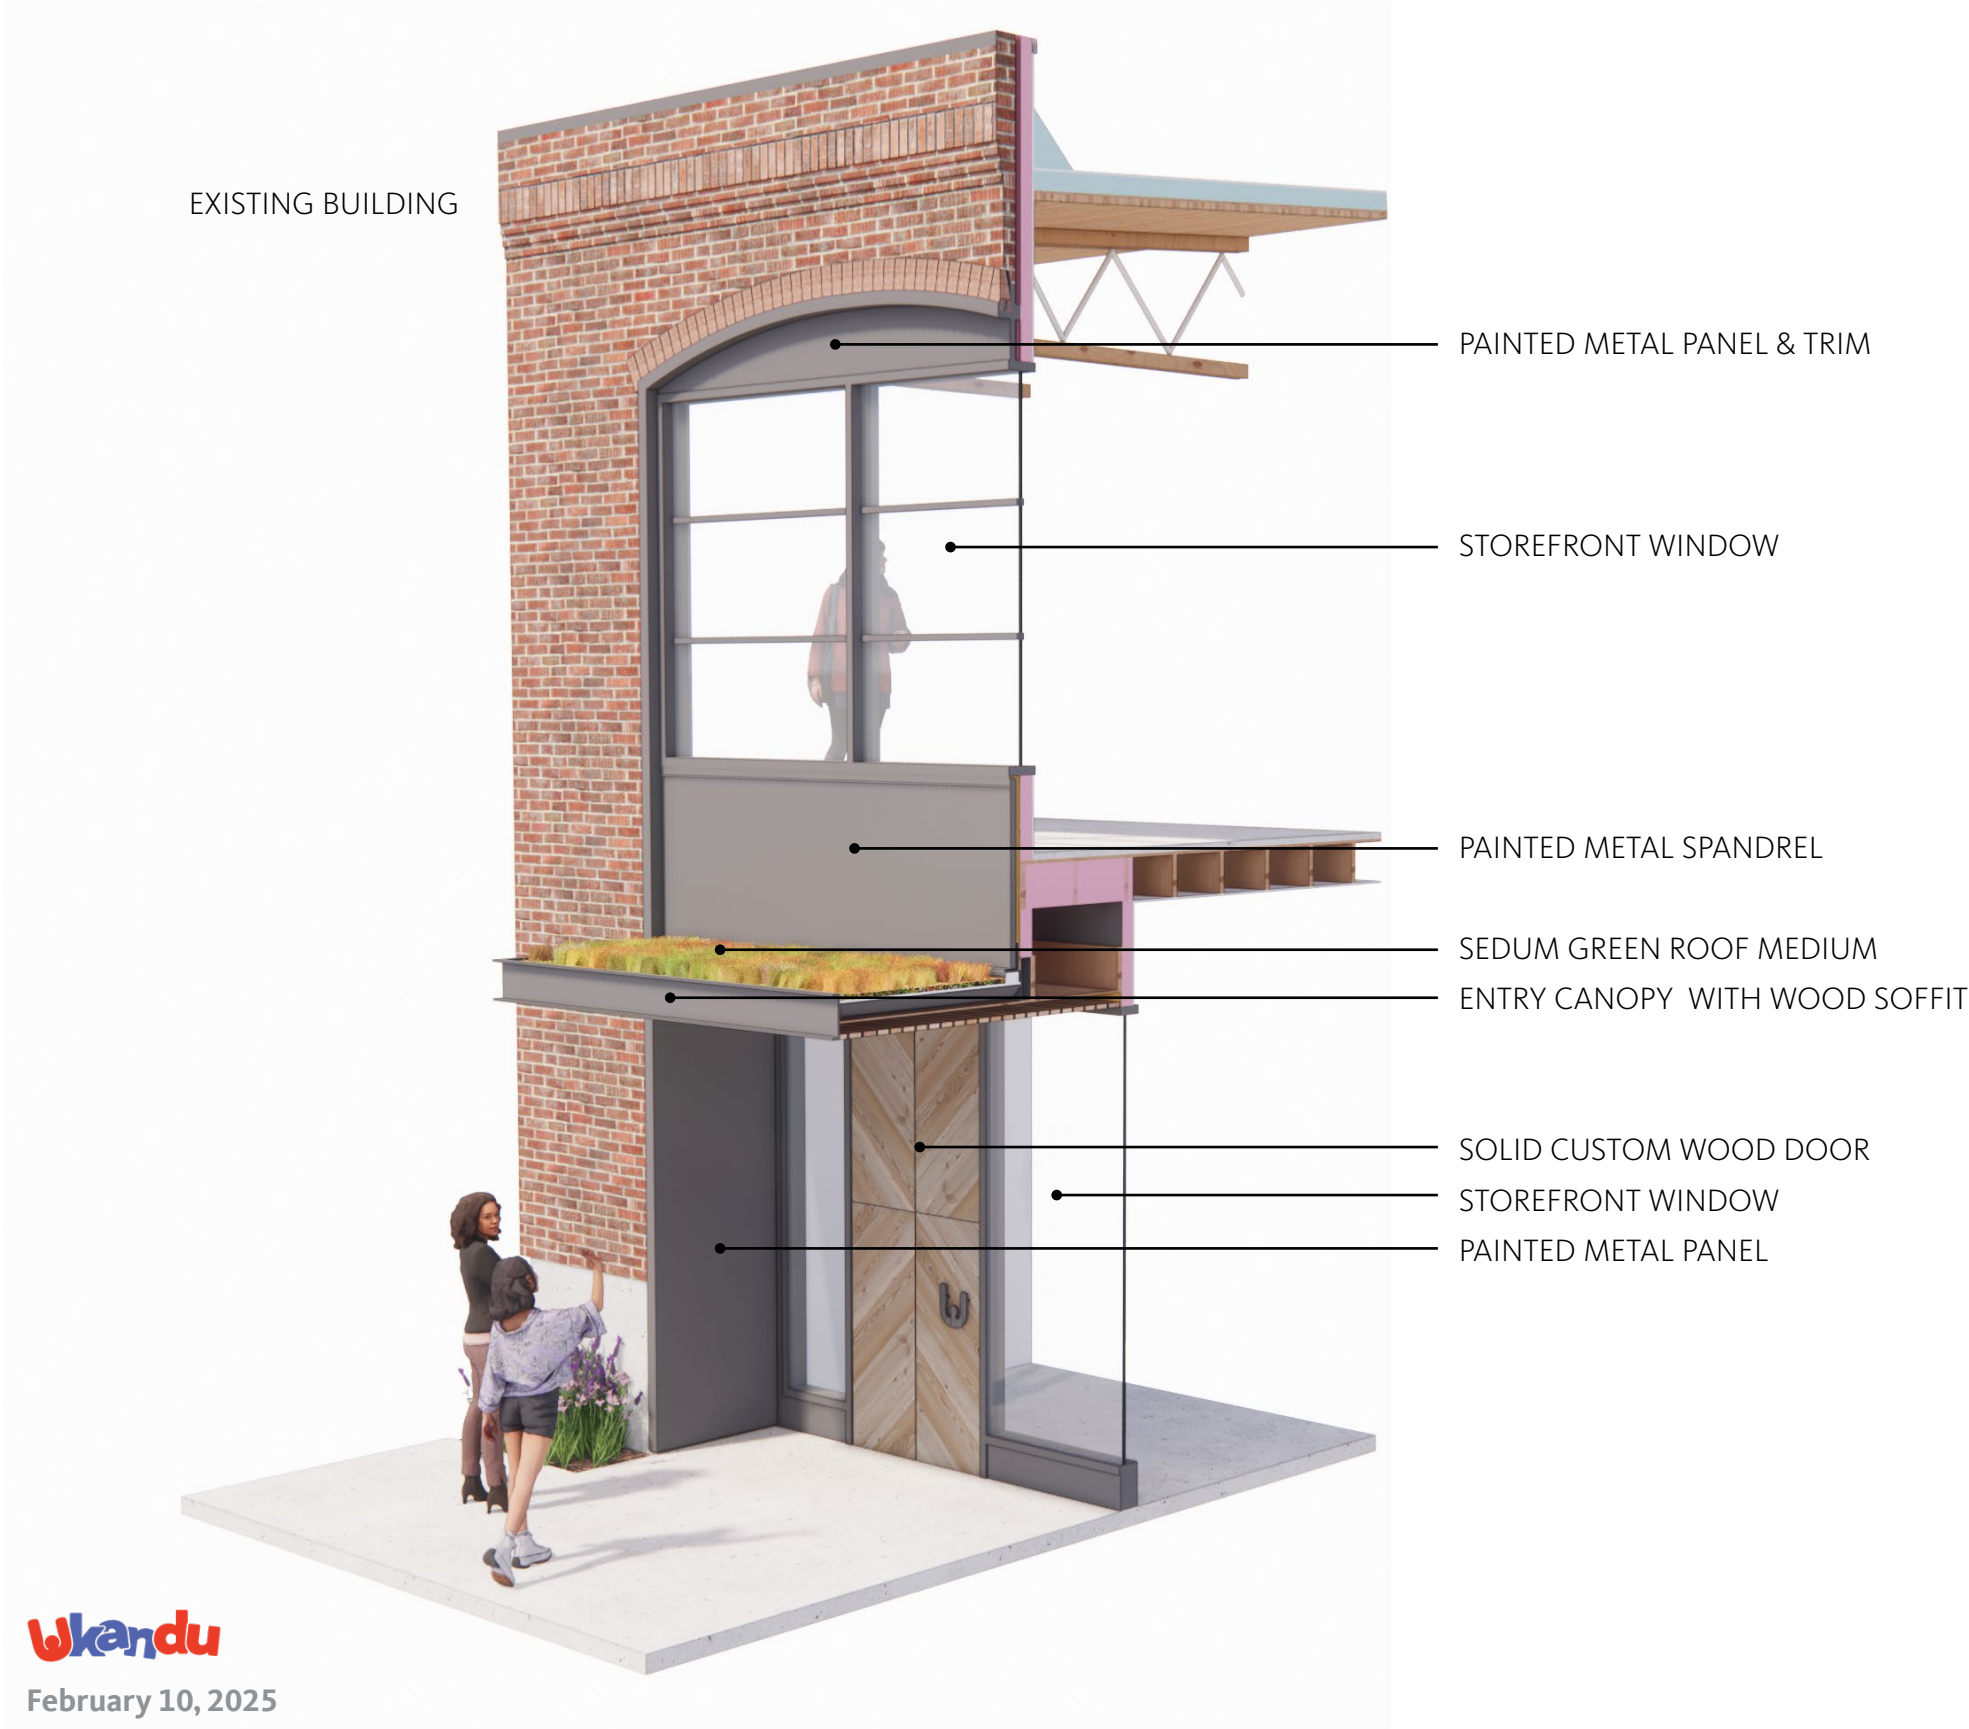 EXISTING BUILDING
PAINTED METAL PANEL & TRIM
STOREFRONT WINDOW
PAINTED METAL SPANDREL
SEDUM GREEN ROOF MEDIUM
ENTRY CANOPY WITH WOOD SOFFIT
SOLID CUSTOM WOOD DOOR
STOREFRONT WINDOW
PAINTED METAL PANEL
Ukandu
February 10, 2025